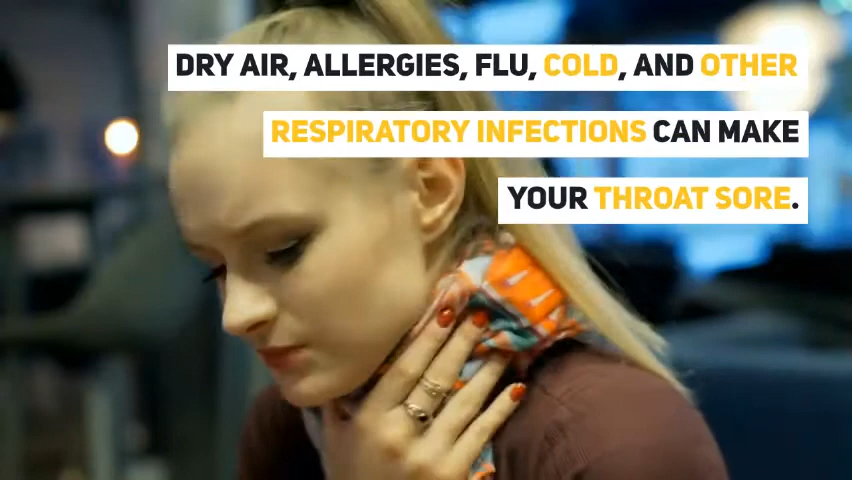 DRY AIR, ALLERGIES, FLU, COLD, AND OTHER
RESPIRATORY INFECTIONS CAN MAKE
YOUR THROAT SORE.